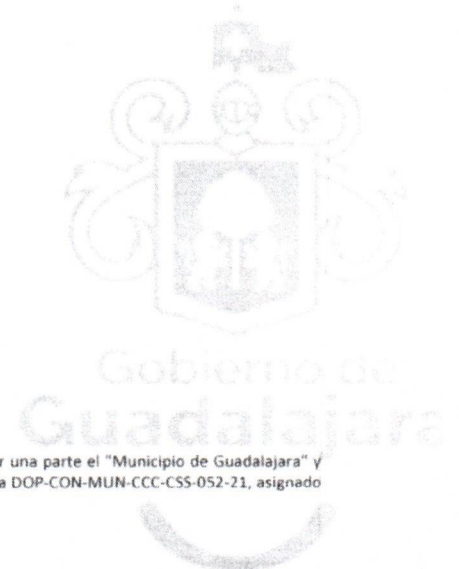 Gobierno de
Guadalajara
r una parte el "Municipio de Guadalajara" y
a DOP-CON-MUN-CCC-CSS-052-21, asignado